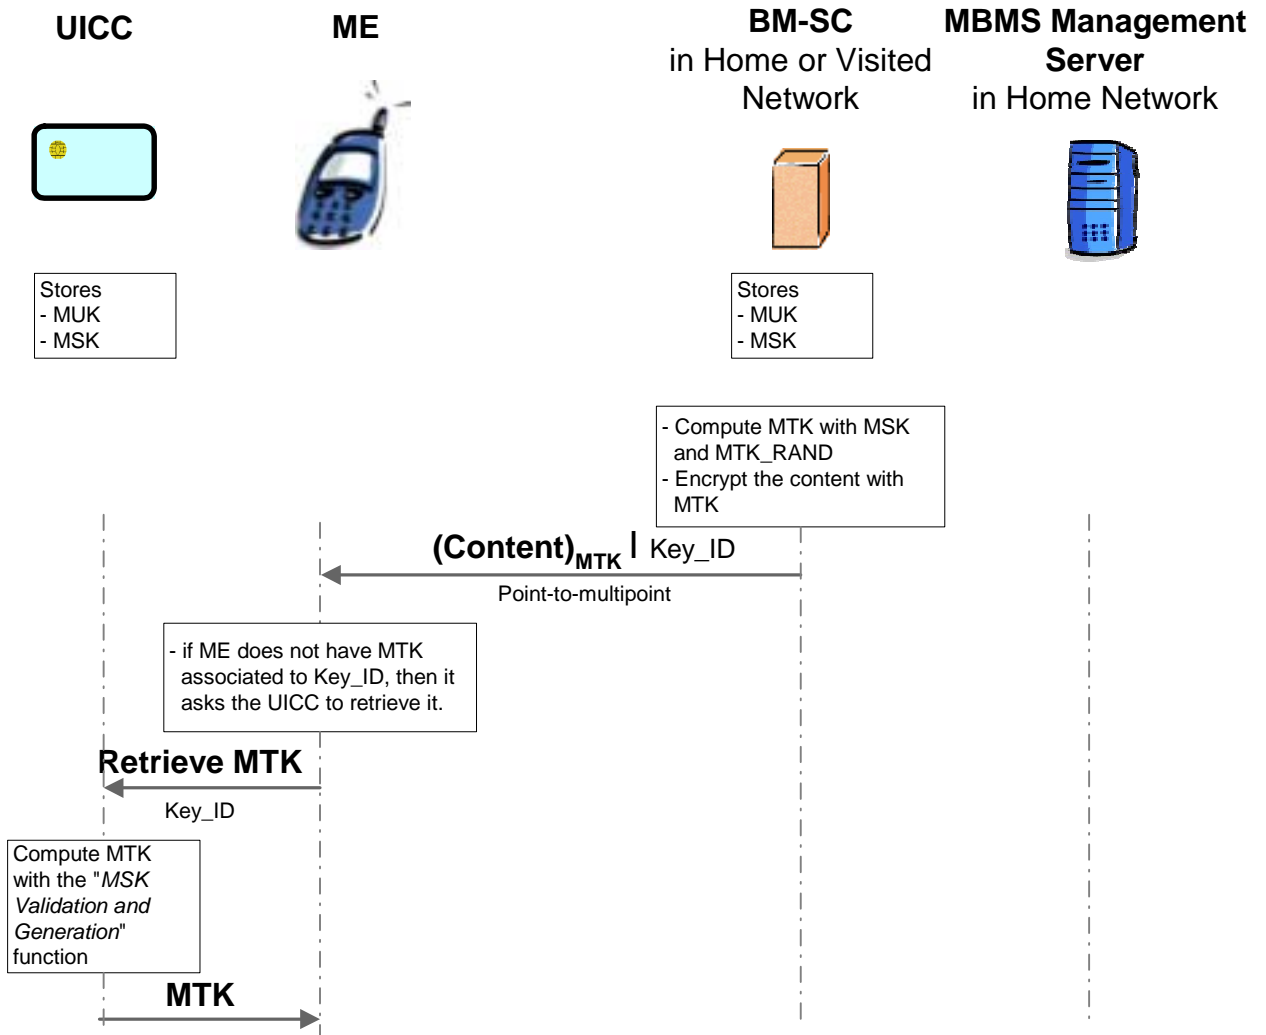 UICC
ME
BM-SC
in Home or Visited
Network
MBMS Management
Server
in Home Network
Stores
- MUK
- MSK
Stores
- MUK
- MSK
- Compute MTK with MSK
and MTK_RAND
- Encrypt the content with
MTK
(Content)MTK | Key_ID
Point-to-multipoint
- if ME does not have MTK
associated to Key_ID, then it
asks the UICC to retrieve it.
Retrieve MTK
Key_ID
Compute MTK
with the "MSK
Validation and
Generation"
function
MTK